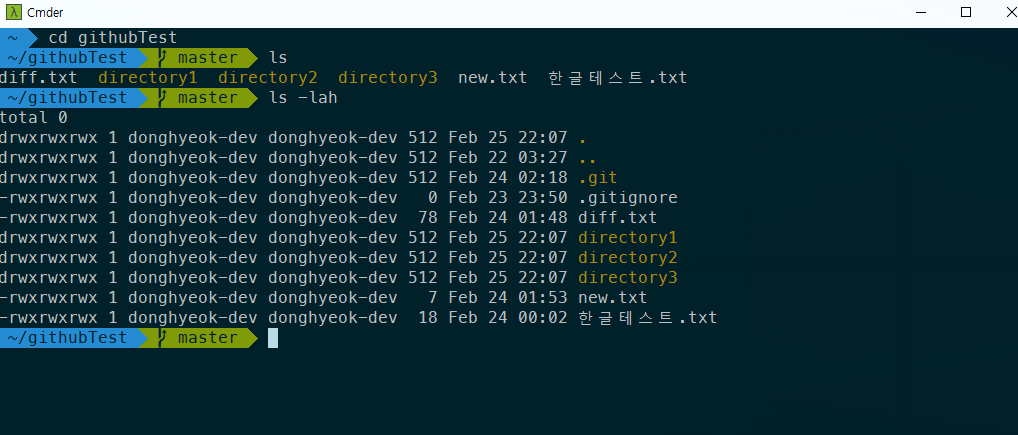 λ Cmder
~ cd githubTest
~/githubTest master ls
diff.txt directory1 directory2 directory3 new.txt 한글테스트.txt
~/githubTest master ls -lah
total 0
drwxrwxrwx 1 donghyeok-dev donghyeok-dev 512 Feb 25 22:07 .
drwxrwxrwx 1 donghyeok-dev donghyeok-dev 512 Feb 22 03:27 ..
drwxrwxrwx 1 donghyeok-dev donghyeok-dev 512 Feb 24 02:18 .git
-rwxrwxrwx 1 donghyeok-dev donghyeok-dev 0 Feb 23 23:50 .gitignore
-rwxrwxrwx 1 donghyeok-dev donghyeok-dev 78 Feb 24 01:48 diff.txt
drwxrwxrwx 1 donghyeok-dev donghyeok-dev 512 Feb 25 22:07 directory1
drwxrwxrwx 1 donghyeok-dev donghyeok-dev 512 Feb 25 22:07 directory2
drwxrwxrwx 1 donghyeok-dev donghyeok-dev 512 Feb 25 22:07 directory3
-rwxrwxrwx 1 donghyeok-dev donghyeok-dev 7 Feb 24 01:53 new.txt
-rwxrwxrwx 1 donghyeok-dev donghyeok-dev 18 Feb 24 00:02 한글테스트.txt
~/githubTest master